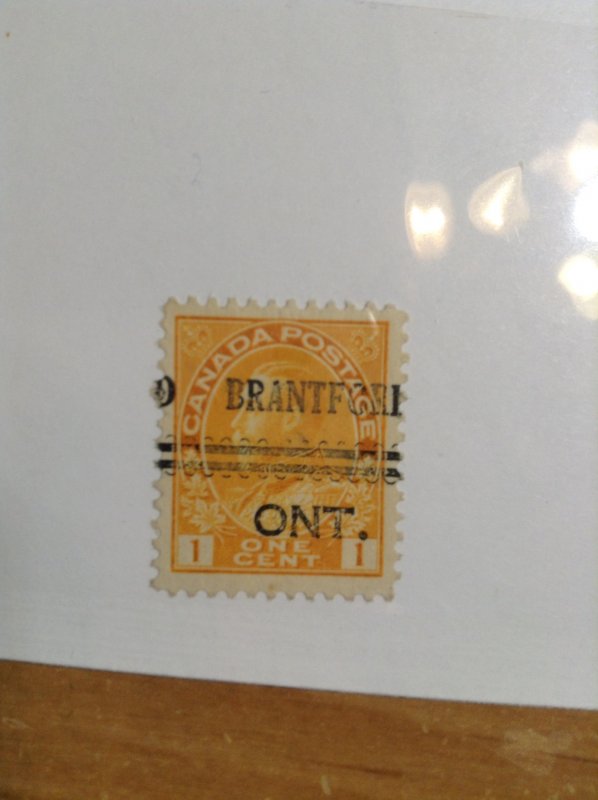 CANADA POSTAGE
D BRANTFORD
ONT.
1 ONE CENT 1